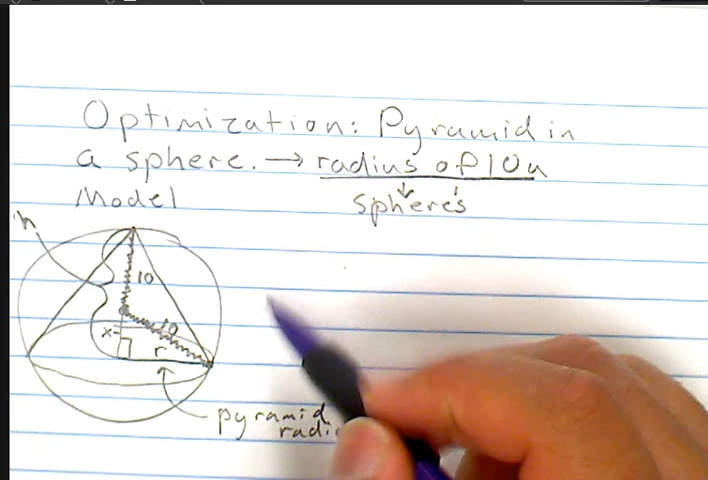 Optimization: Pyramid in
a sphere. → radius of 10u
Model
sphere's
h
10
10
x
r
pyramid